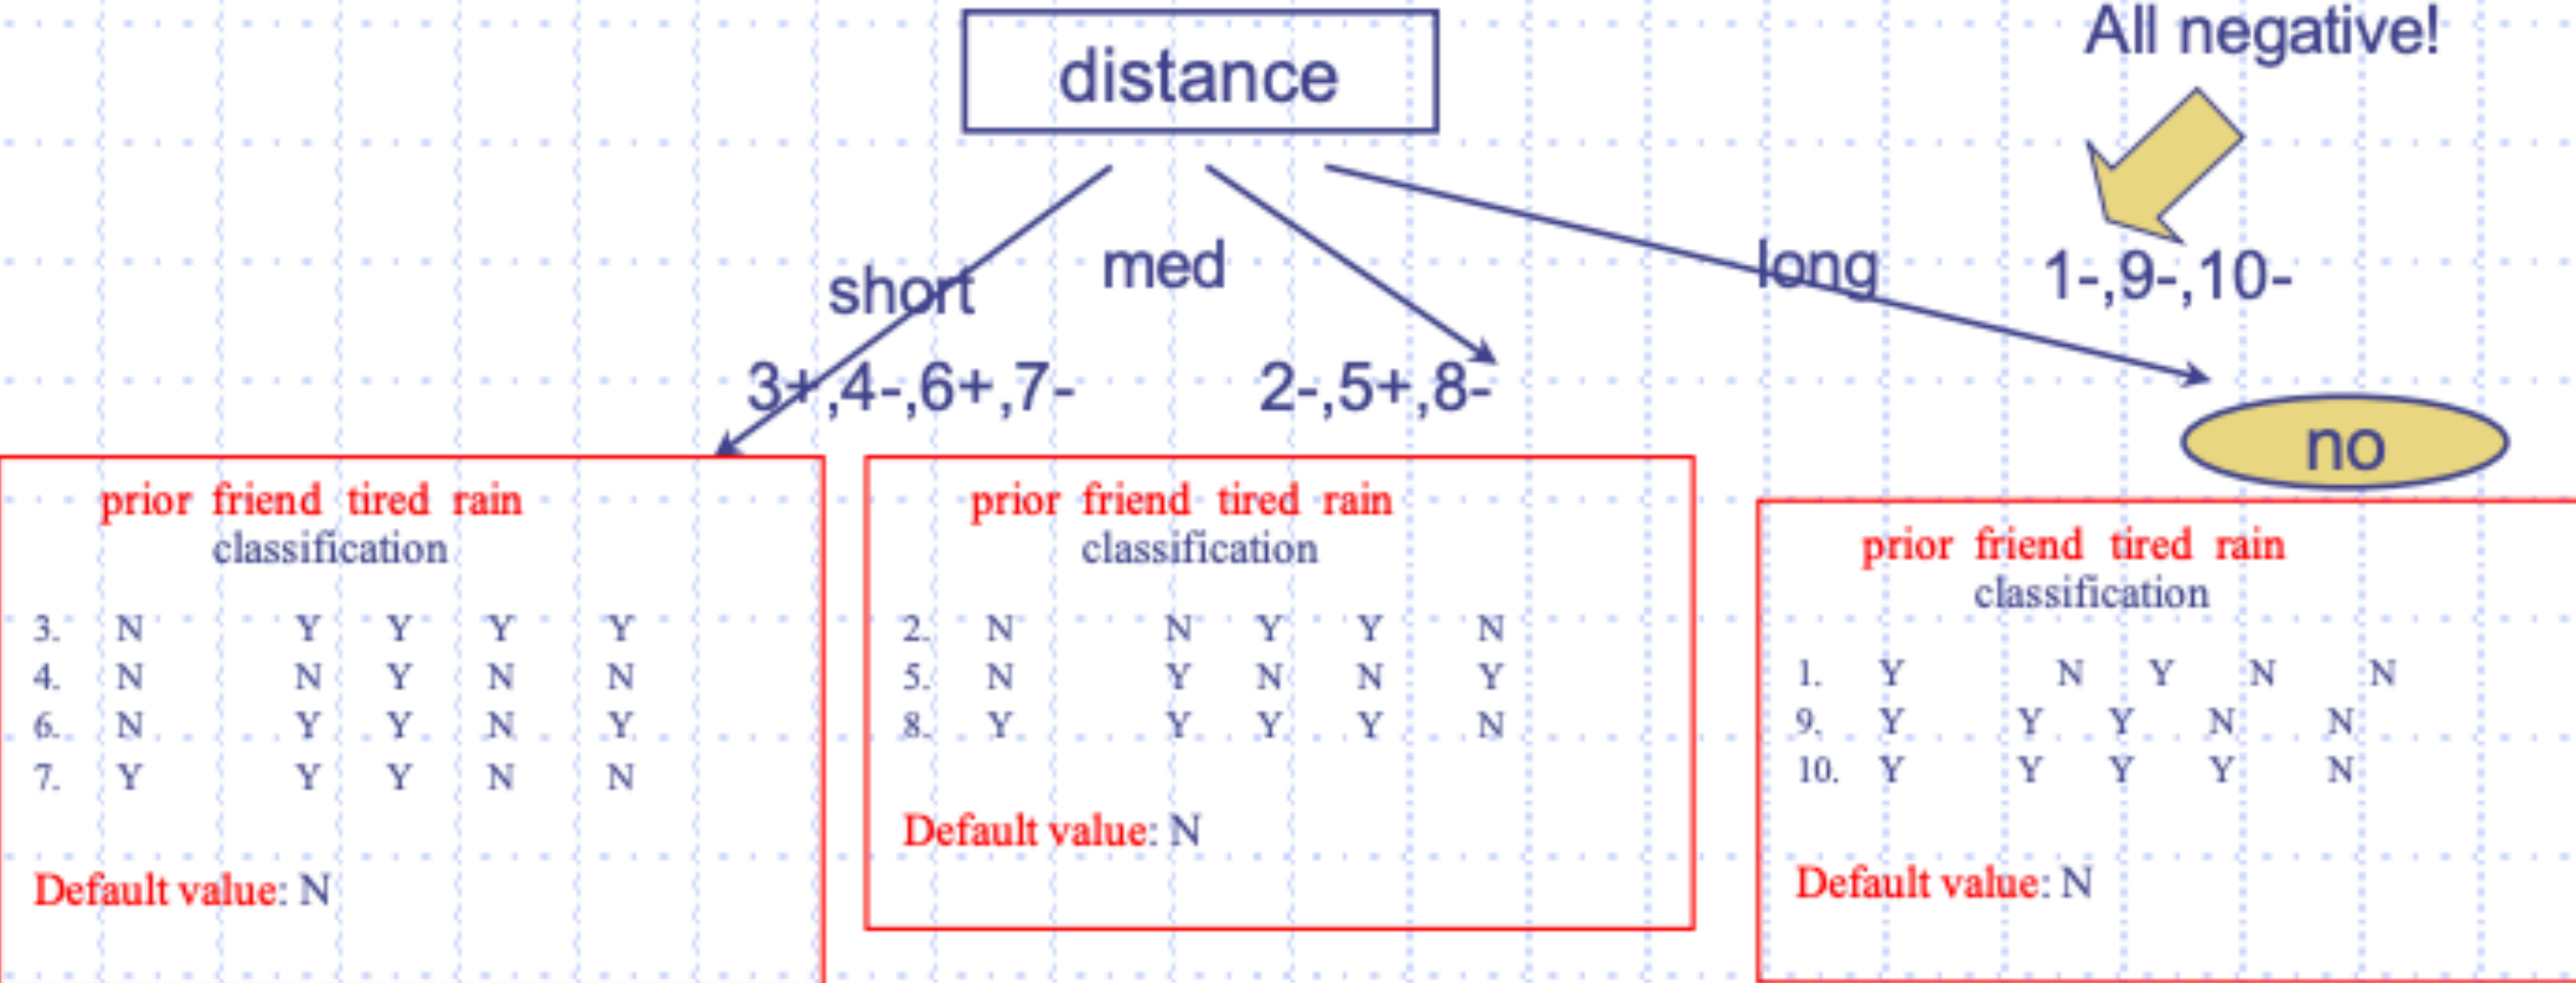 distance
All negative!
short
med
long
1-,9-,10-
3+,4-,6+,7-
2-,5+,8-
no
prior friend tired rain
classification
3. N Y Y Y Y
4. N N Y N N
6. N Y Y N Y
7. Y Y Y N N
Default value: N
prior friend tired rain
classification
2. N N Y Y N
5. N Y N N Y
8. Y Y Y Y N
Default value: N
prior friend tired rain
classification
1. Y N Y N N
9. Y Y Y N N
10. Y Y Y Y N
Default value: N